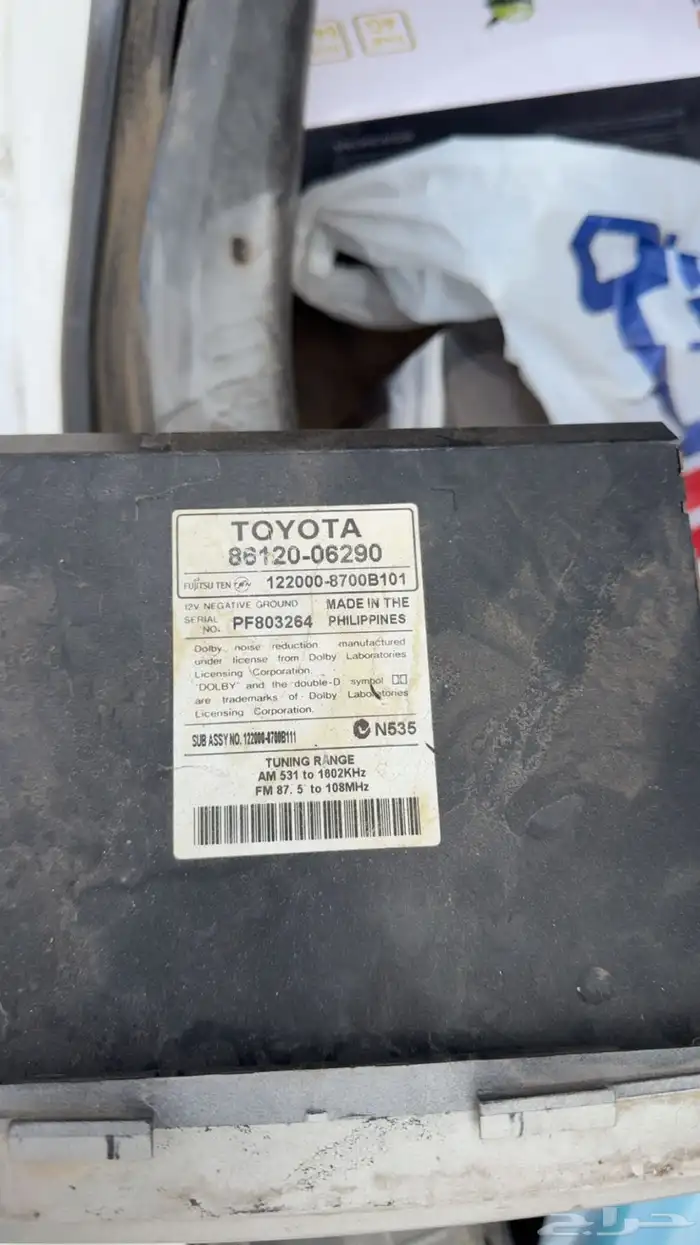 TOYOTA
86120-06290
FUJITSU TEN TEN 122000-8700B101
12V NEGATIVE GROUND MADE IN THE
SERIAL NO. PF803264 PHILIPPINES
Dolby noise reduction manufactured
under license from Dolby Laboratories
Licensing Corporation.
"DOLBY" and the double-D symbol
are trademarks of Dolby Laboratories
Licensing Corporation.
SUB ASSY NO. 122000-8700B111 N535
TUNING RANGE
AM 531 to 1602KHz
FM 87.5 to 108MHz
حراج